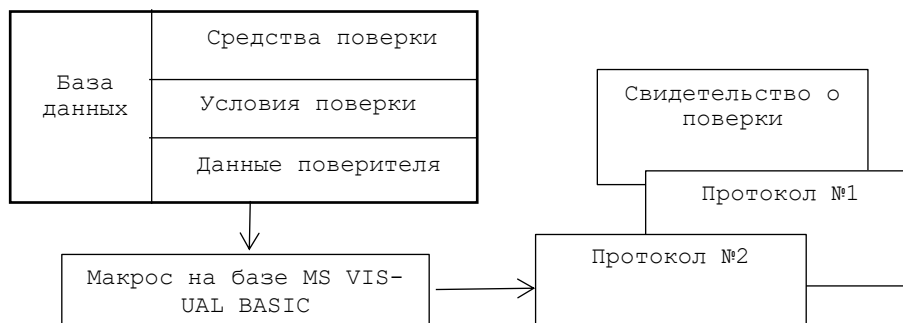 База
данных
Средства поверки
Условия поверки
Данные поверителя
Макрос на базе MS VIS-
UAL BASIC
Свидетельство о
поверки
Протокол №1
Протокол №2